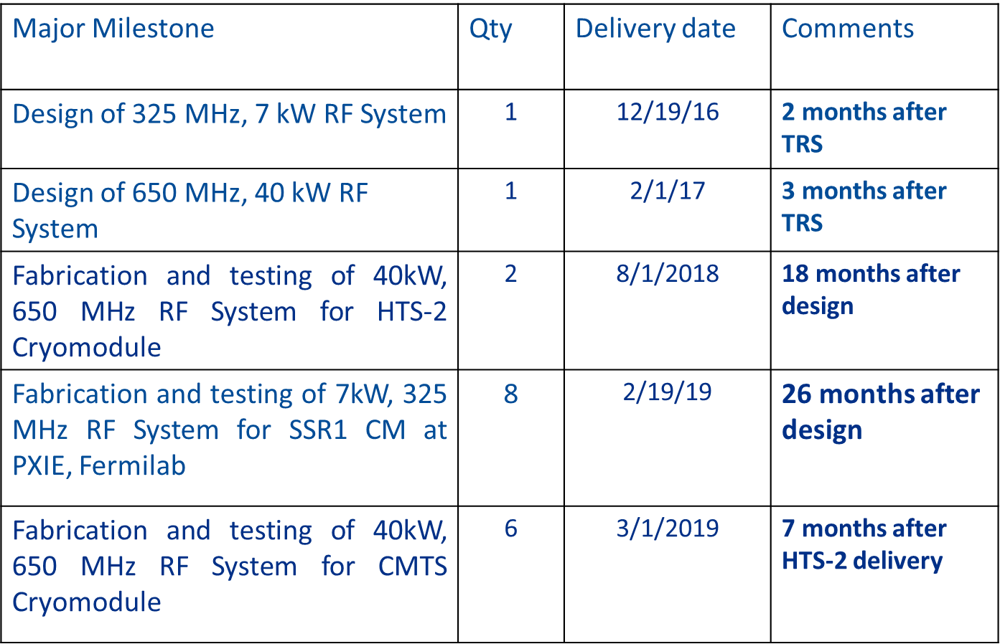 Major Milestone
Qty
Delivery date
Comments
Design of 325 MHz, 7 kW RF System
1
12/19/16
2 months after
TRS
Design of 650 MHz, 40 kW RF
System
1
2/1/17
3 months after
TRS
Fabrication and testing of 40kW,
650 MHz RF System for HTS-2
Cryomodule
2
8/1/2018
18 months after
design
Fabrication and testing of 7kW, 325
MHz RF System for SSR1 CM at
PXIE, Fermilab
8
2/19/19
26 months after
design
Fabrication and testing of 40kW,
650 MHz RF System for CMTS
Cryomodule
6
3/1/2019
7 months after
HTS-2 delivery